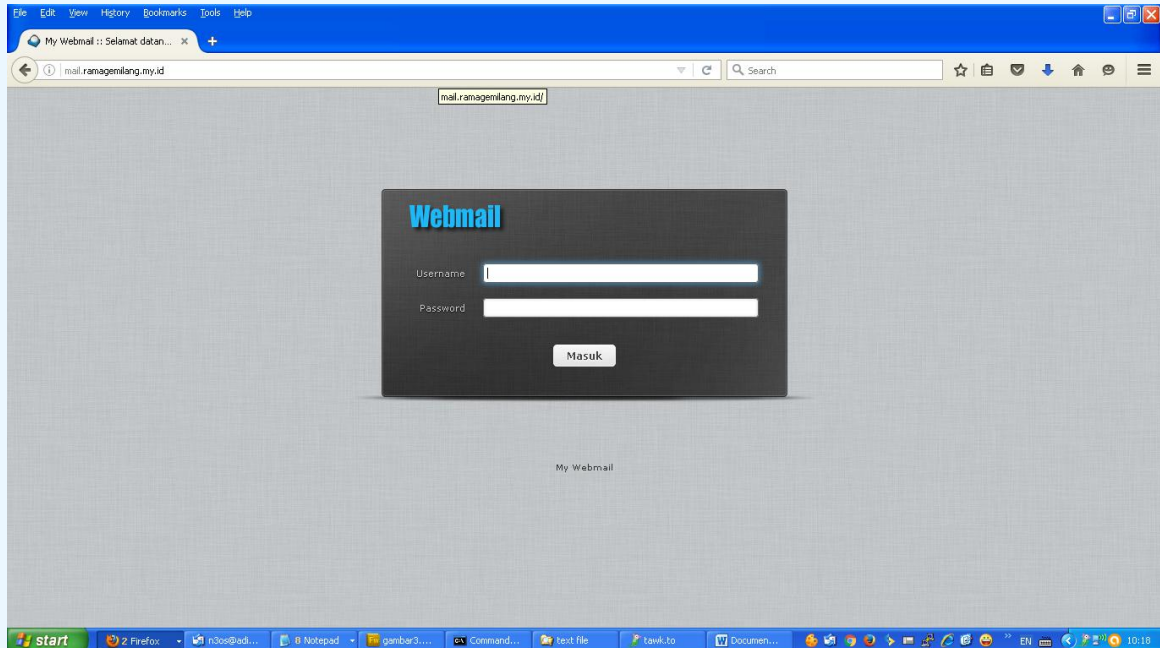 File Edit View History Bookmarks Tools Help
My Webmail :: Selamat datan...
mail.ramagemilang.my.id
Search
mail.ramagemilang.my.id/
Webmail
Username
Password
Masuk
My Webmail
start 2 Firefox n3os@adi... 8 Notepad gambar3.... Command... text file tawk.to Documen... EN 10:18